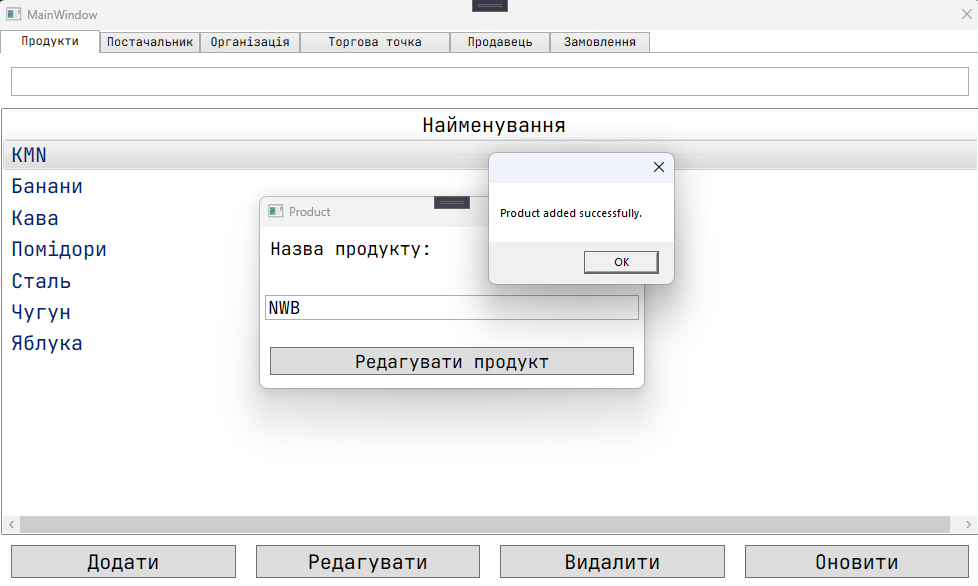 MainWindow
Продукти Постачальник Організація Торгова точка Продавець Замовлення
Найменування
KMN
Банани
Кава
Помідори
Сталь
Чугун
Яблука
Product
Назва продукту:
NWB
Редагувати продукт
Product added successfully.
OK
Додати Редагувати Видалити Оновити